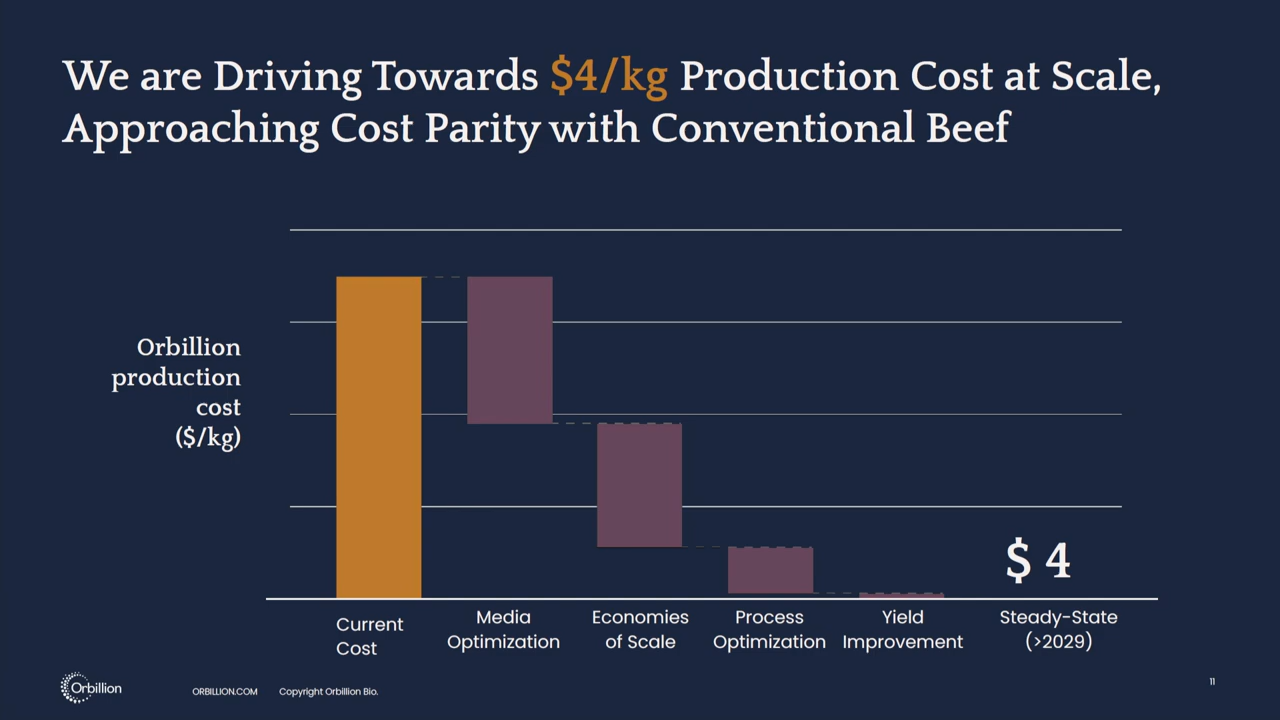 We are Driving Towards $4/kg Production Cost at Scale,
Approaching Cost Parity with Conventional Beef
Orbillion
production
cost
($/kg)
$ 4
Current
Cost
Media
Optimization
Economies
of Scale
Process
Optimization
Yield
Improvement
Steady-State
(>2029)
Orbillion
ORBILLION.COM
Copyright Orbillion Bio.
11